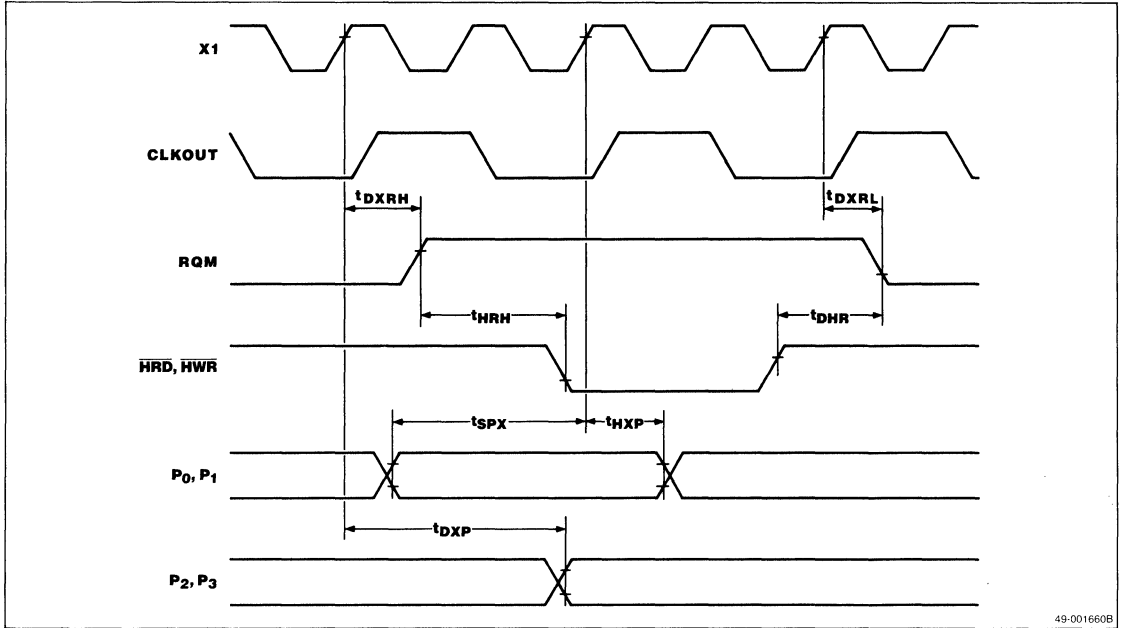 X1
CLKOUT
tDXRH
tDXRL
RQM
tHRH
tDHR
HRD, HWR
tSPX
tHXP
P0, P1
tDXP
P2, P3
49-001660B